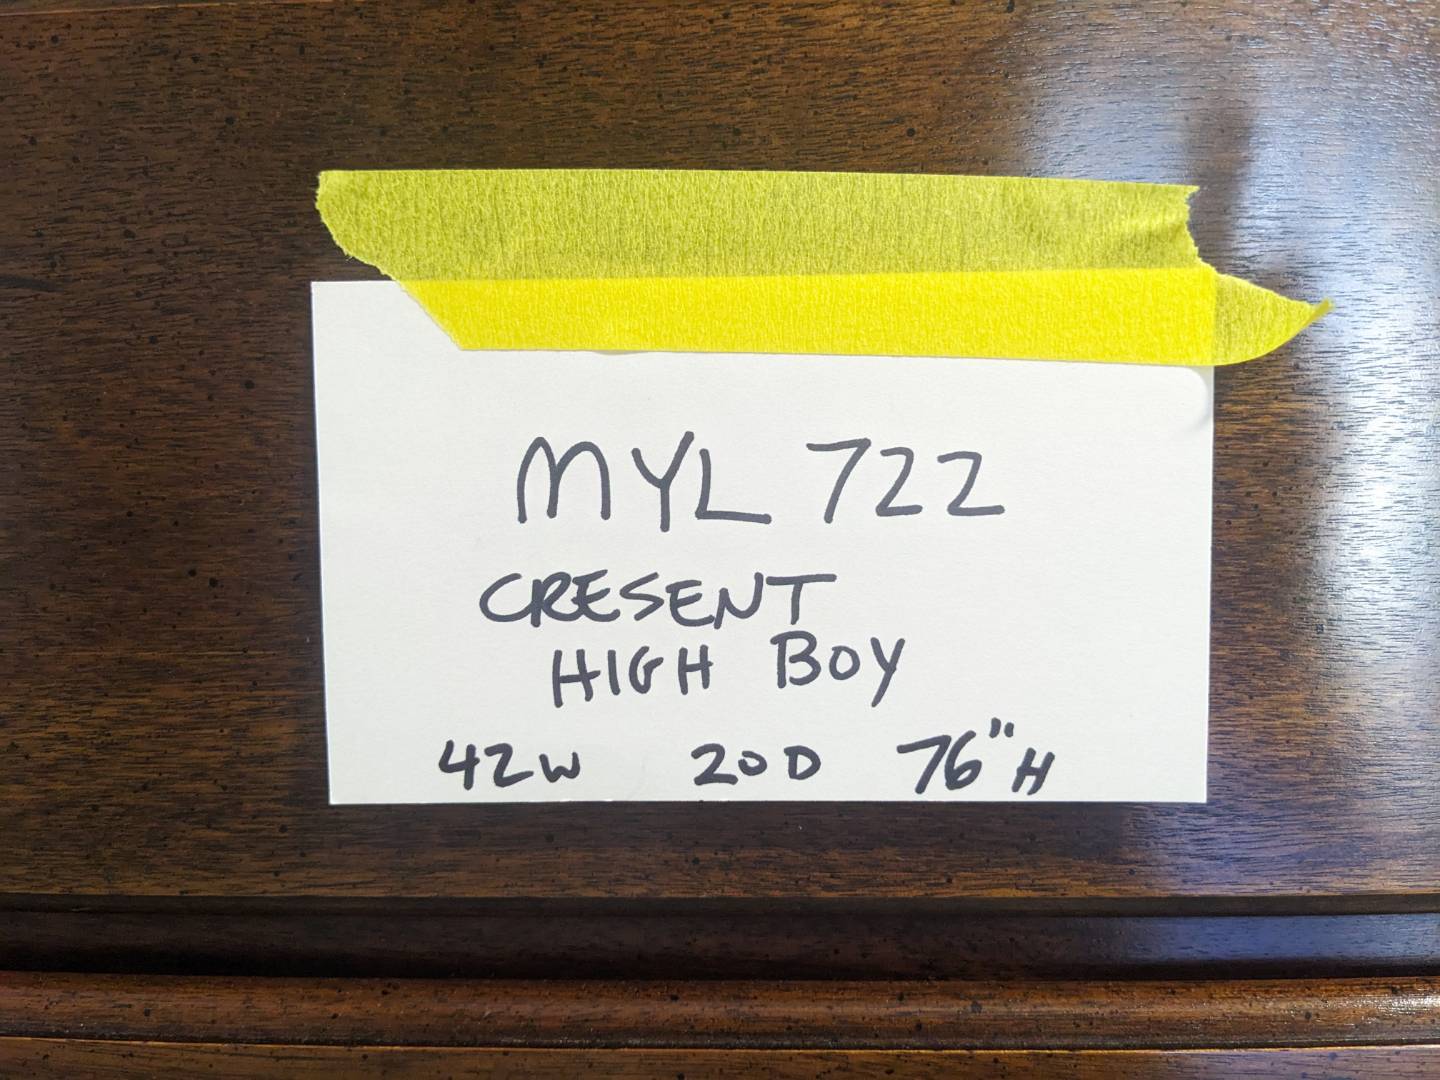 MYL 722
CRESENT
HIGH BOY
42W 20D 76"H